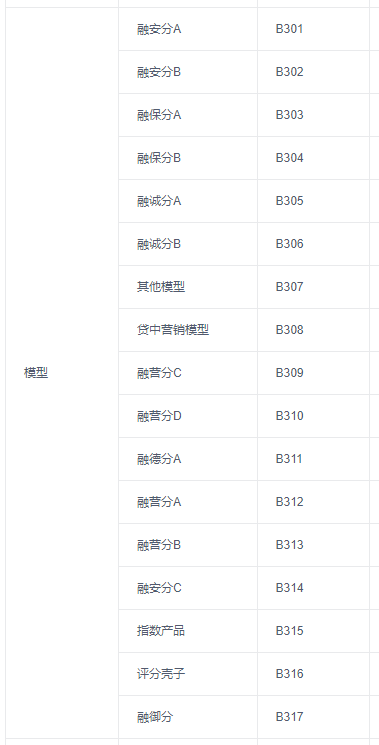 模型
融安分A B301
融安分B B302
融保分A B303
融保分B B304
融诚分A B305
融诚分B B306
其他模型 B307
贷中营销模型 B308
融营分C B309
融营分D B310
融德分A B311
融营分A B312
融营分B B313
融安分C B314
指数产品 B315
评分壳子 B316
融御分 B317